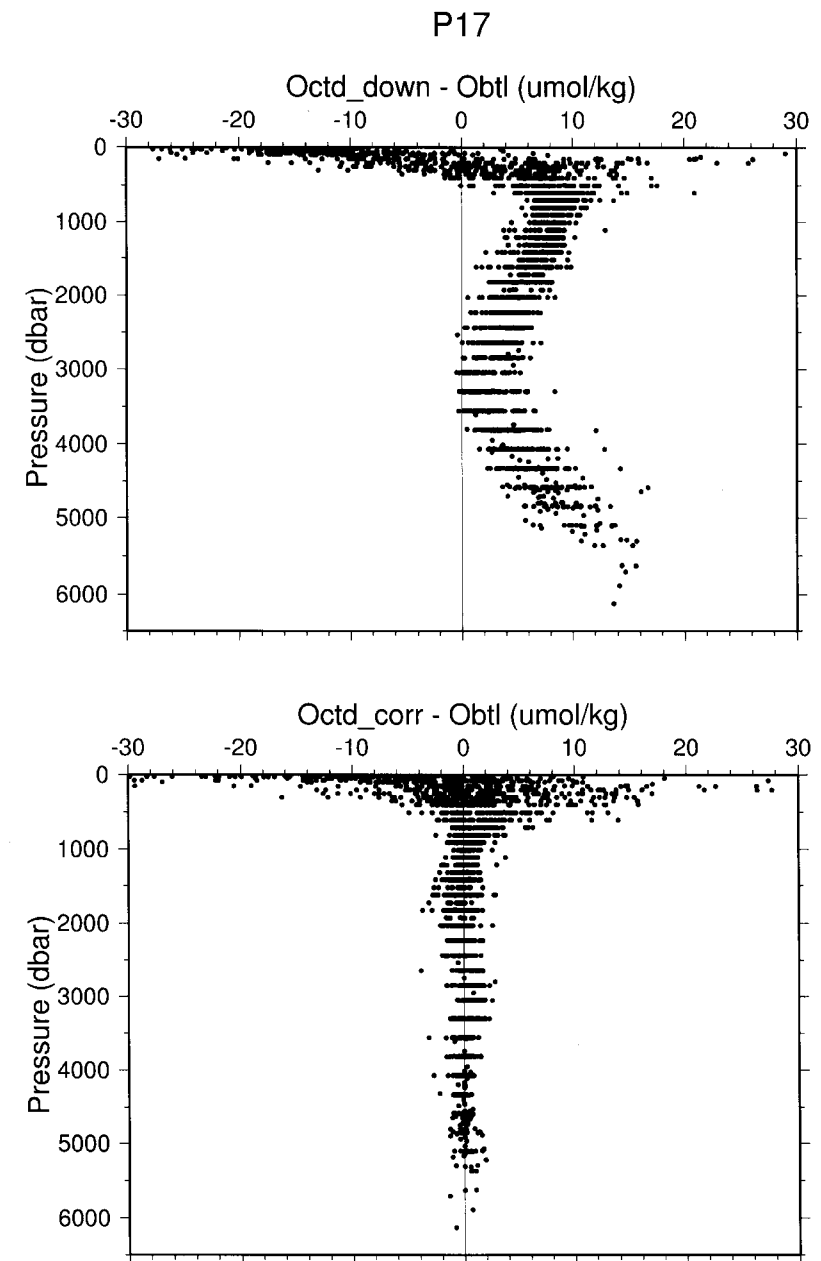 P17
Octd_down - Obtl (umol/kg)
-30 -20 -10 0 10 20 30
0
1000
2000
3000
4000
5000
6000
Pressure (dbar)
Octd_corr - Obtl (umol/kg)
-30 -20 -10 0 10 20 30
0
1000
2000
3000
4000
5000
6000
Pressure (dbar)